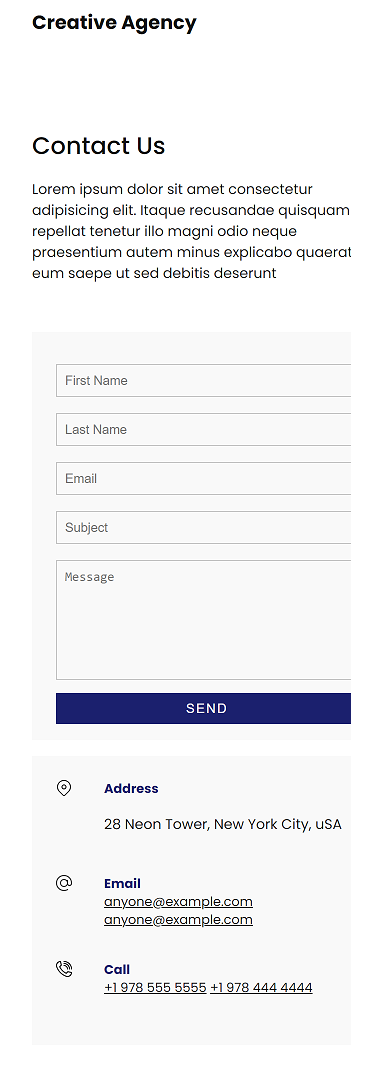 Creative Agency
Contact Us
Lorem ipsum dolor sit amet consectetur
adipisicing elit. Itaque recusandae quisquam
repellat tenetur illo magni odio neque
praesentium autem minus explicabo quaerat
eum saepe ut sed debitis deserunt
First Name
Last Name
Email
Subject
Message
SEND
Address
28 Neon Tower, New York City, uSA
Email
anyone@example.com
anyone@example.com
Call
+1 978 555 5555 +1 978 444 4444